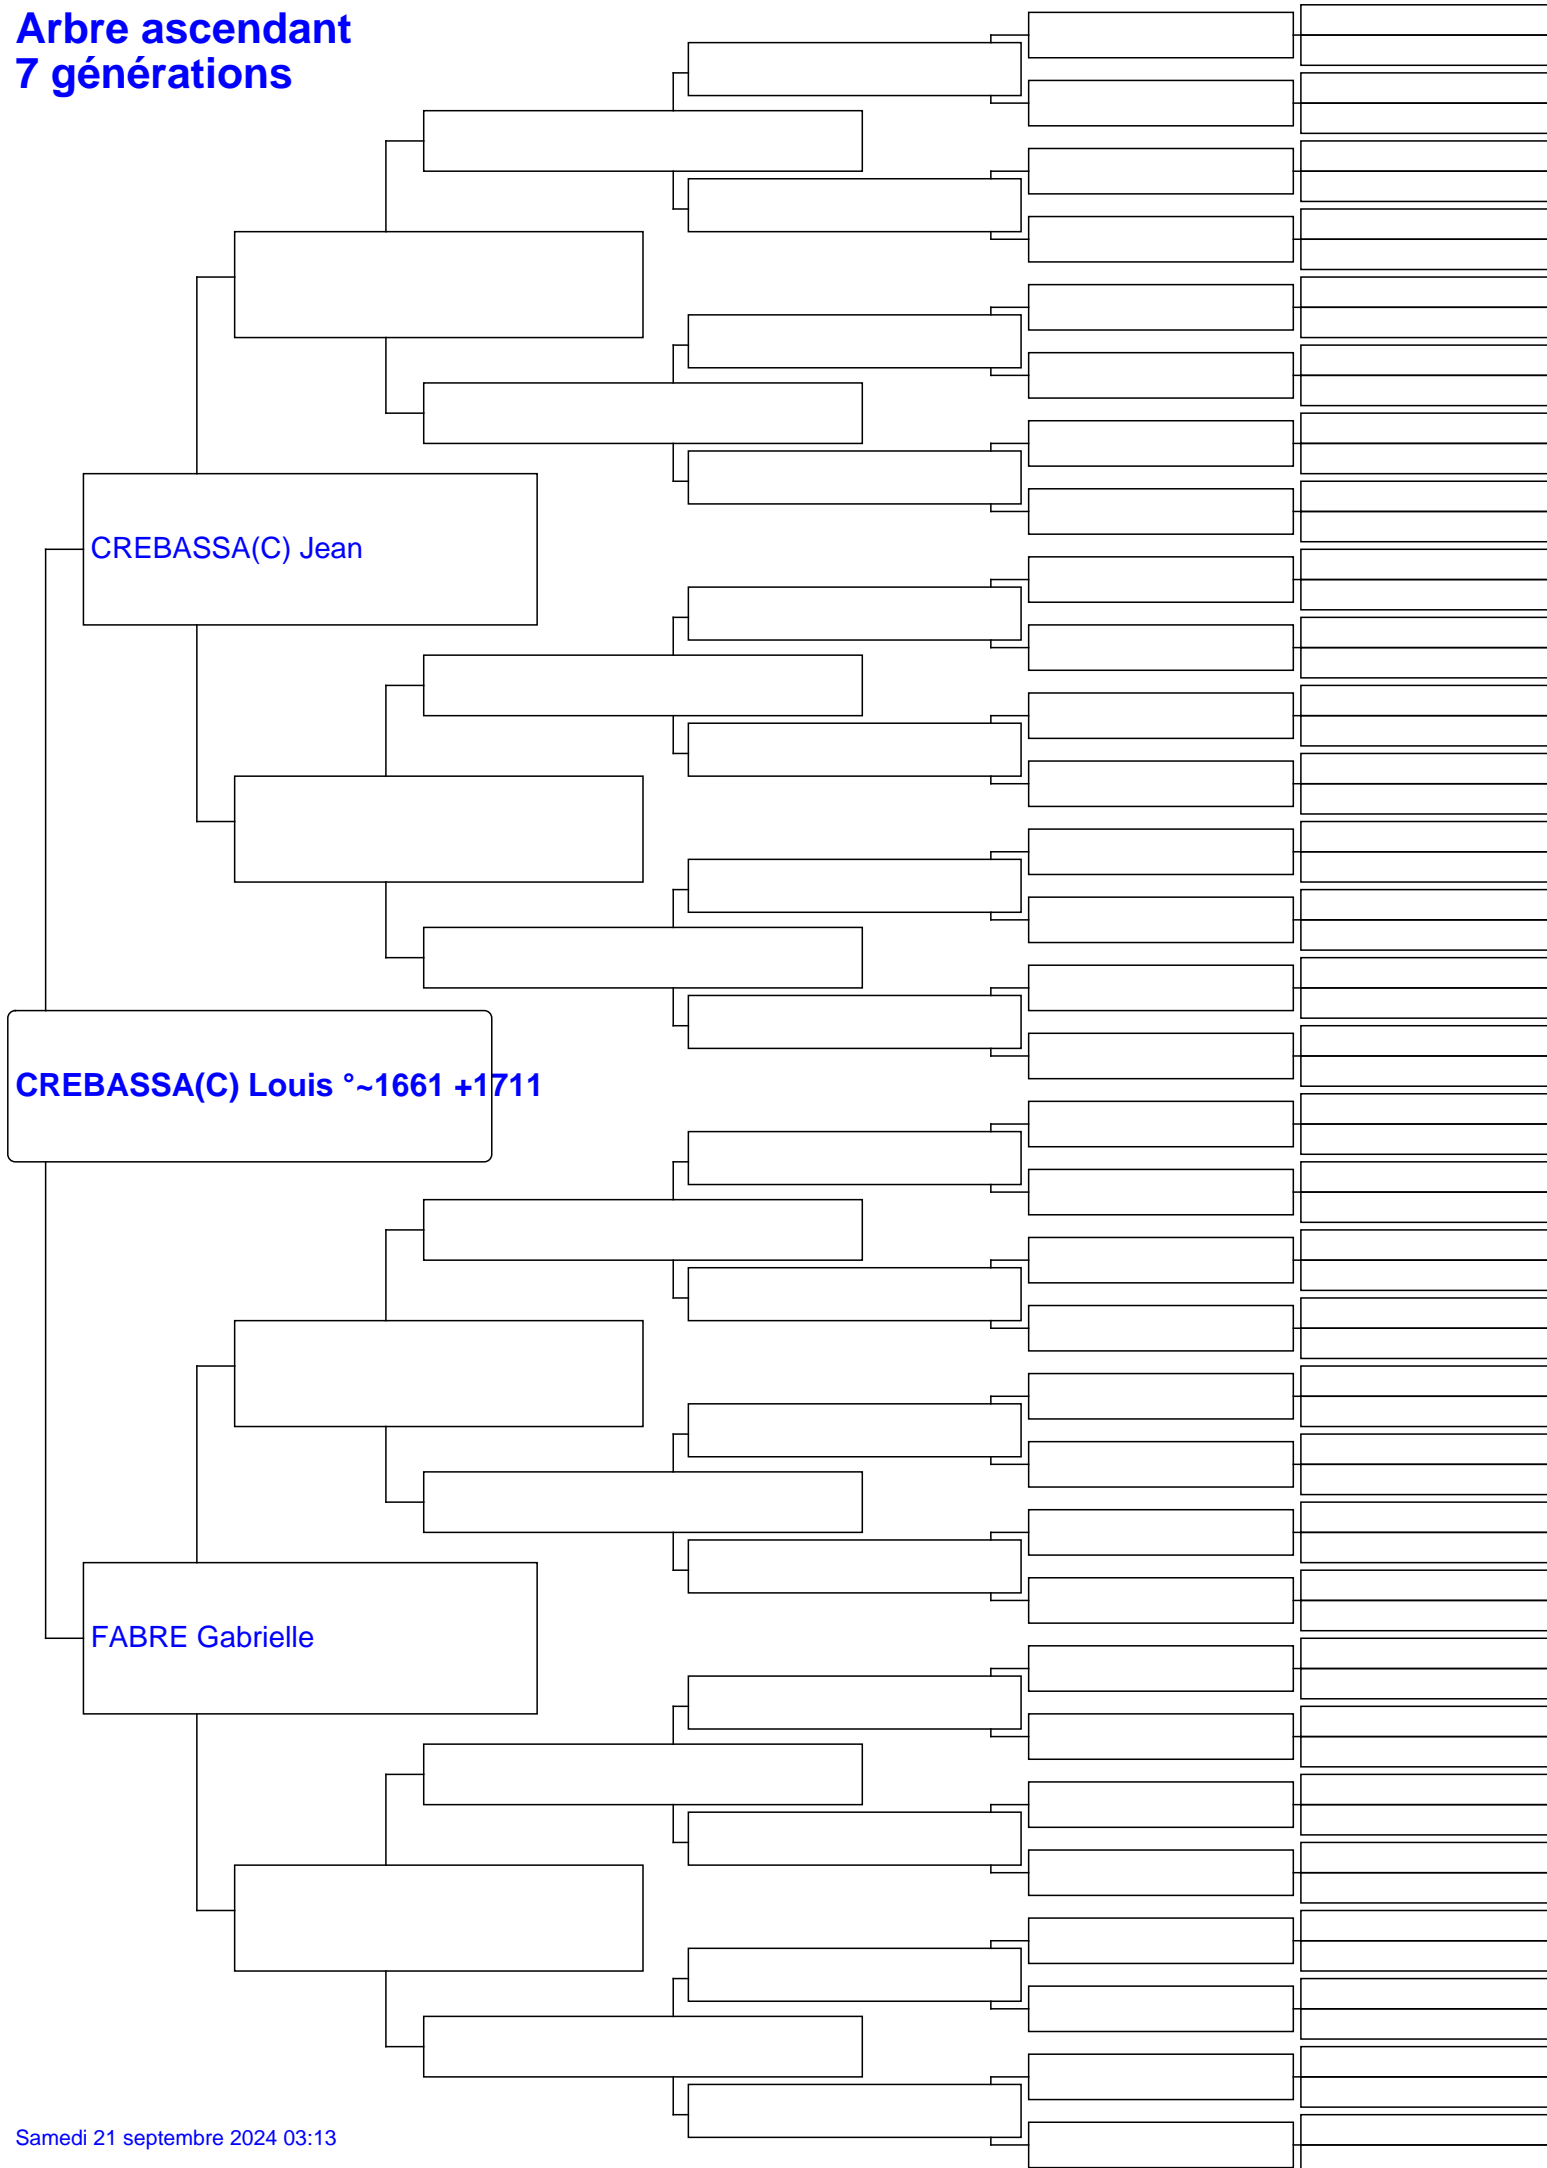 Arbre ascendant
7 générations
CREBASSA(C) Jean
CREBASSA(C) Louis °~1661 +1711
FABRE Gabrielle
Samedi 21 septembre 2024 03:13